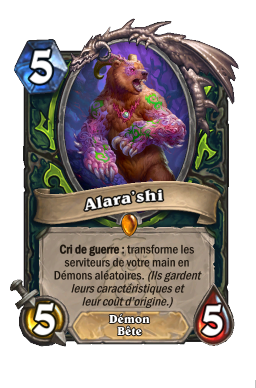 5
Alara'shi
Cri de guerre : transforme les
serviteurs de votre main en
Démons aléatoires. (Ils gardent
leurs caractéristiques et
leur coût d'origine.)
Démon
Bête
5
5